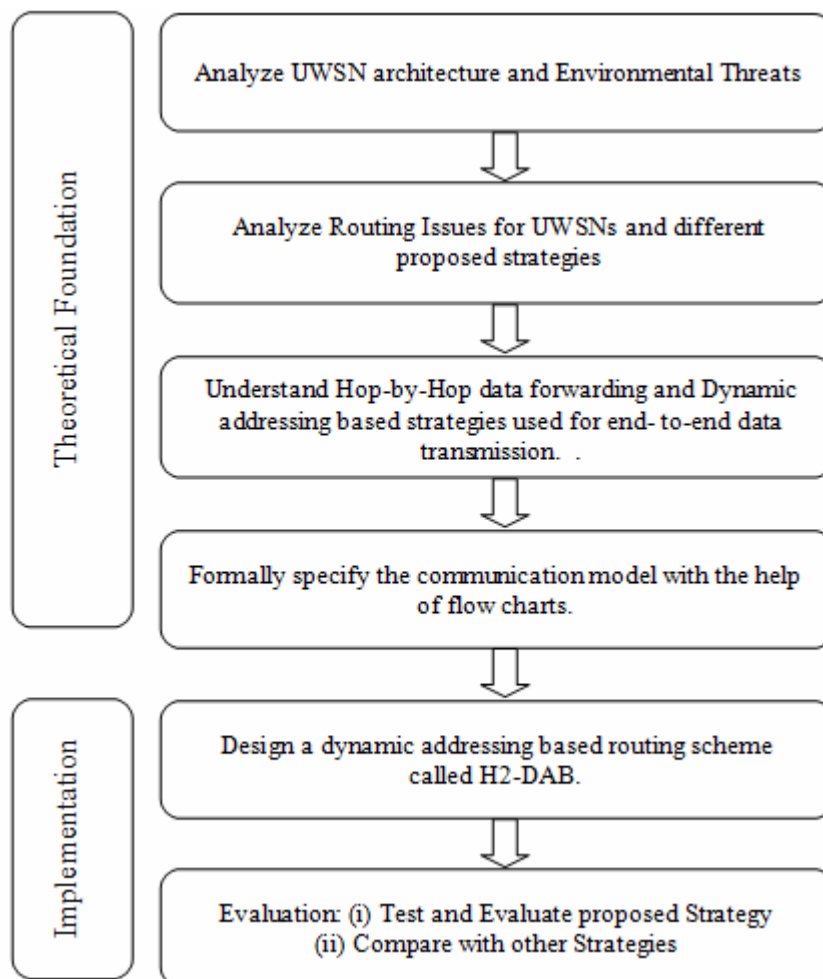 Theoretical Foundation
Analyze UWSN architecture and Environmental Threats
Analyze Routing Issues for UWSNs and different
proposed strategies
Understand Hop-by-Hop data forwarding and Dynamic
addressing based strategies used for end- to-end data
transmission. .
Formally specify the communication model with the help
of flow charts.
Implementation
Design a dynamic addressing based routing scheme
called H2-DAB.
Evaluation: (i) Test and Evaluate proposed Strategy
(ii) Compare with other Strategies